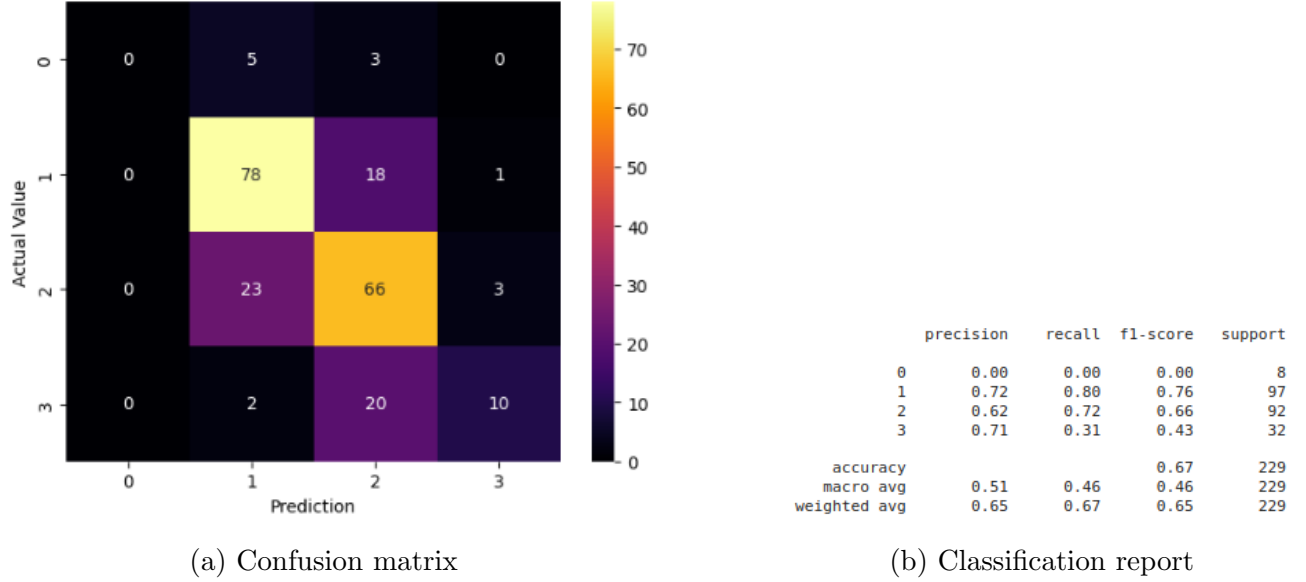 0 0 5 3 0
1 0 78 18 1
2 0 23 66 3
3 0 2 20 10
0 1 2 3
Prediction
Actual Value
70
60
50
40
30
20
10
0
(a) Confusion matrix
precision recall f1-score support
0 0.00 0.00 0.00 8
1 0.72 0.80 0.76 97
2 0.62 0.72 0.66 92
3 0.71 0.31 0.43 32
accuracy 0.67 229
macro avg 0.51 0.46 0.46 229
weighted avg 0.65 0.67 0.65 229
(b) Classification report